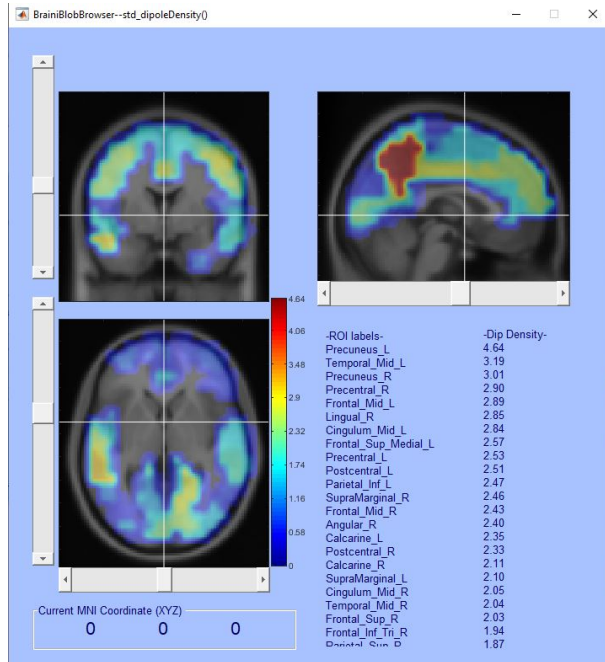 BrainiBlobBrowser--std_dipoleDensity()
4.64
4.06
3.48
2.9
2.32
1.74
1.16
0.58
0
-ROI labels- -Dip Density-
Precuneus_L 4.64
Temporal_Mid_L 3.19
Precuneus_R 3.01
Precentral_R 2.90
Frontal_Mid_L 2.89
Lingual_R 2.85
Cingulum_Mid_L 2.84
Frontal_Sup_Medial_L 2.57
Precentral_L 2.53
Postcentral_L 2.51
Parietal_Inf_L 2.47
SupraMarginal_R 2.46
Frontal_Mid_R 2.43
Angular_R 2.40
Calcarine_L 2.35
Postcentral_R 2.33
Calcarine_R 2.11
SupraMarginal_L 2.10
Cingulum_Mid_R 2.05
Temporal_Mid_R 2.04
Frontal_Sup_R 2.03
Frontal_Inf_Tri_R 1.94
Parietal_Sup_R 1.87
Current MNI Coordinate (XYZ)
0 0 0